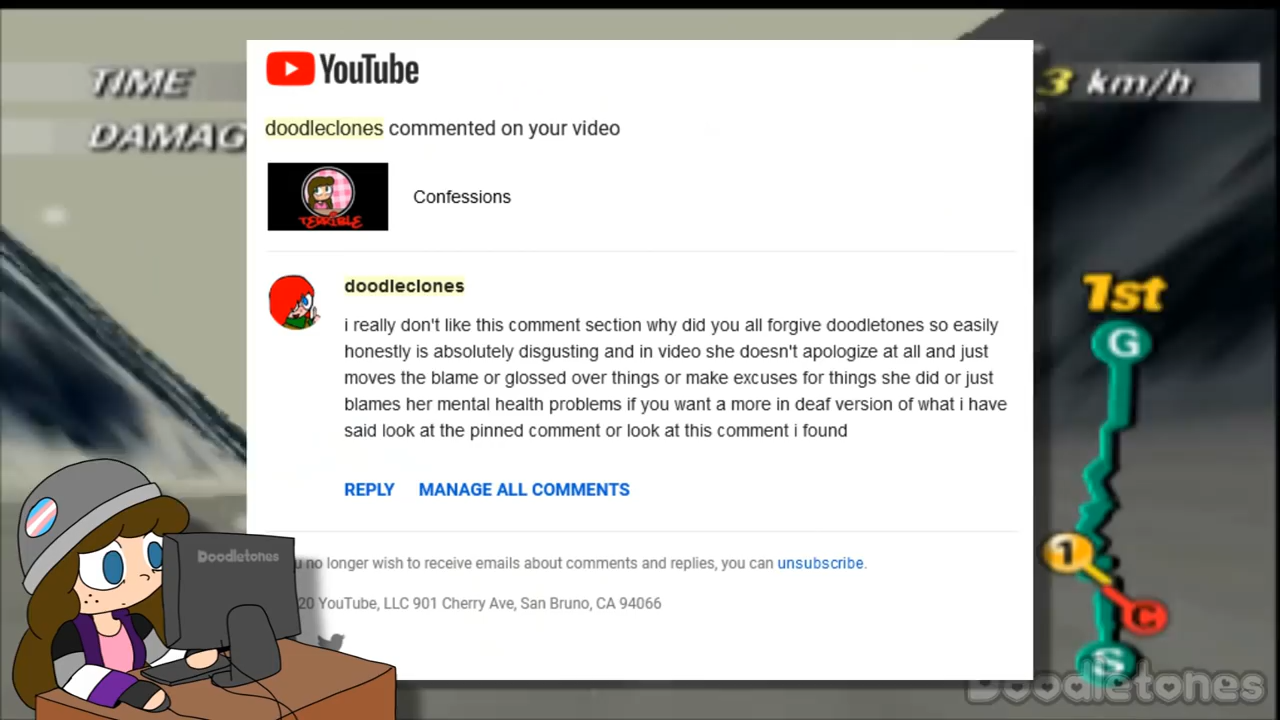 TIME
DAMAG
3 km/h
YouTube
doodleclones commented on your video
TERRIBLE
Confessions
doodleclones
i really don't like this comment section why did you all forgive doodletones so easily
honestly is absolutely disgusting and in video she doesn't apologize at all and just
moves the blame or glossed over things or make excuses for things she did or just
blames her mental health problems if you want a more in deaf version of what i have
said look at the pinned comment or look at this comment i found
REPLY MANAGE ALL COMMENTS
u no longer wish to receive emails about comments and replies, you can unsubscribe.
20 YouTube, LLC 901 Cherry Ave, San Bruno, CA 94066
1st
G
1
C
S
Doodletones
Doodletones